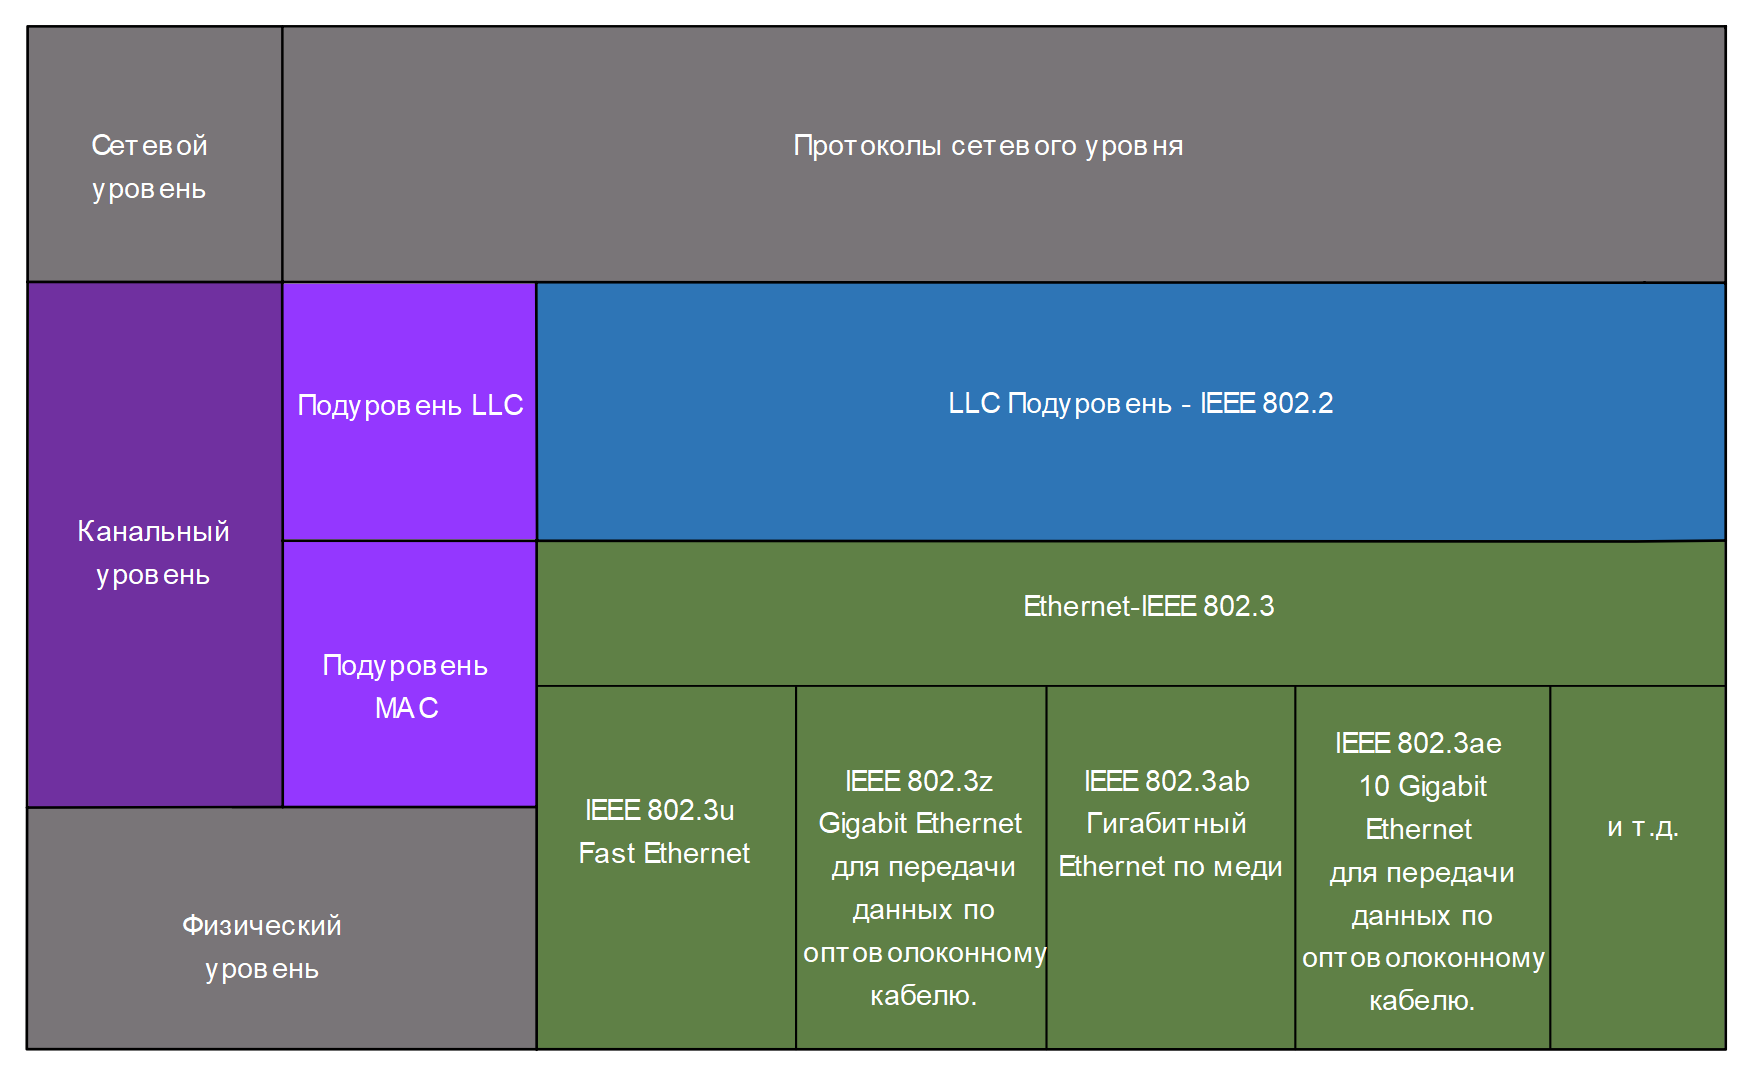 Сетевой
уровень
Протоколы сетевого уровня
Подуровень LLC
LLC Подуровень - IEEE 802.2
Канальный
уровень
Ethernet-IEEE 802.3
Подуровень
MAC
IEEE 802.3u
Fast Ethernet
IEEE 802.3z
Gigabit Ethernet
для передачи
данных по
оптоволоконному
кабелю.
IEEE 802.3ab
Гигабитный
Ethernet по меди
IEEE 802.3ae
10 Gigabit
Ethernet
для передачи
данных по
оптоволоконному
кабелю.
и т.д.
Физический
уровень